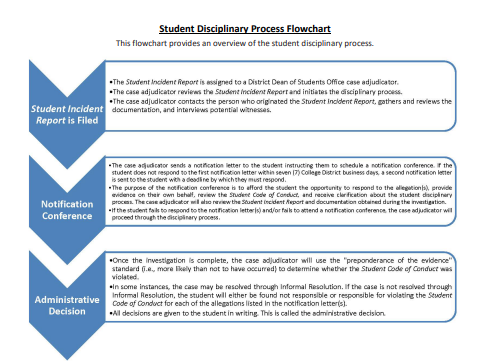 Student Disciplinary Process Flowchart
This flowchart provides an overview of the student disciplinary process.
Student Incident
Report is Filed
•The Student Incident Report is assigned to a District Dean of Students Office case adjudicator.
•The case adjudicator reviews the Student Incident Report and initiates the disciplinary process.
•The case adjudicator contacts the person who originated the Student Incident Report, gathers and reviews the
documentation, and interviews potential witnesses.
Notification
Conference
•The case adjudicator sends a notification letter to the student instructing them to schedule a notification conference. If the
student does not respond to the first notification letter within seven (7) College District business days, a second notification letter
is sent to the student with a deadline by which they must respond.
•The purpose of the notification conference is to afford the student the opportunity to respond to the allegation(s), provide
evidence on their own behalf, review the Student Code of Conduct, and receive clarification about the student disciplinary
process. The case adjudicator will also review the Student Incident Report and documentation obtained during the investigation.
•If the student fails to respond to the notification letter(s) and/or fails to attend a notification conference, the case adjudicator will
proceed through the disciplinary process.
Administrative
Decision
•Once the investigation is complete, the case adjudicator will use the "preponderance of the evidence"
standard (i.e., more likely than not to have occurred) to determine whether the Student Code of Conduct was
violated.
•In some instances, the case may be resolved through Informal Resolution. If the case is not resolved through
Informal Resolution, the student will either be found not responsible or responsible for violating the Student
Code of Conduct for each of the allegations listed in the notification letter(s).
•All decisions are given to the student in writing. This is called the administrative decision.